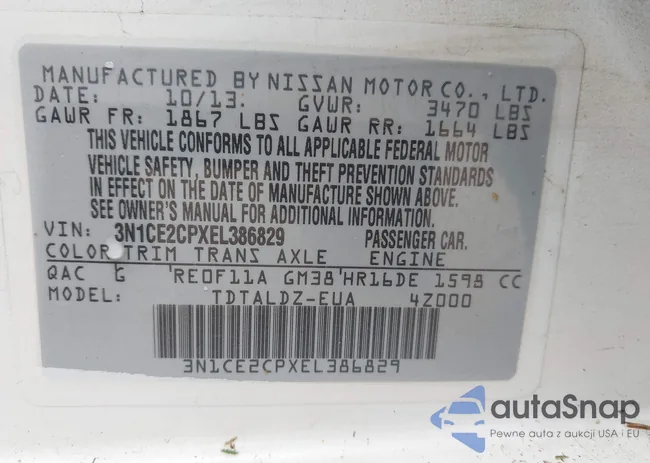 MANUFACTURED BY NISSAN MOTOR CO., LTD.
DATE: 10/13. GVWR: 3470 LBS
GAWR FR: 1867 LBS GAWR RR: 1664 LBS
THIS VEHICLE CONFORMS TO ALL APPLICABLE FEDERAL MOTOR
VEHICLE SAFETY, BUMPER AND THEFT PREVENTION STANDARDS
IN EFFECT ON THE DATE OF MANUFACTURE SHOWN ABOVE.
SEE OWNER'S MANUAL FOR ADDITIONAL INFORMATION.
VIN: 3N1CE2CPXEL386829 PASSENGER CAR.
COLOR TRIM TRANS AXLE ENGINE
QAC G RE0F11A GM38 HR16DE 1598 CC
TDTALDZ-EUA 4Z000
3N1CE2CPXEL386829
autoSnap
Pewne auta z aukcji USA i EU